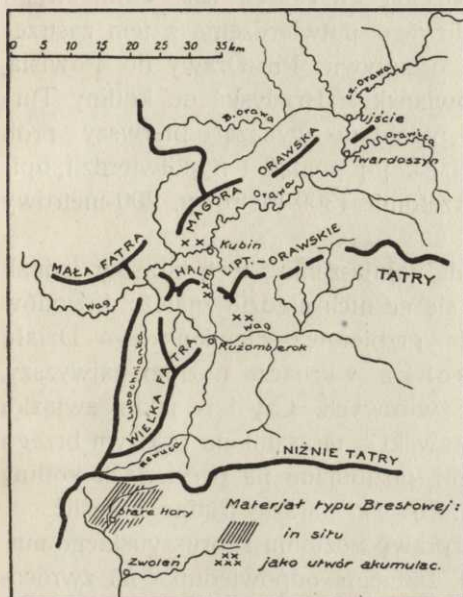 0 5 10 15 20 25 30 35 km
B. Orawa
Cz. Orawa
Ujście
Orawica
Twardoszyn
MAGÓRA ORAWSKA
Orawa
Kubin
MAŁA FATRA
HALE LIPT.-ORAWSKIE
TATRY
Wag
Wag
Rużomberok
Lubochnianka
WIELKA FATRA
Revuca
NIŻNIE TATRY
Stare Hory
Zwoleń
Materjał typu Brestowej:
in situ
jako utwór akumulac.